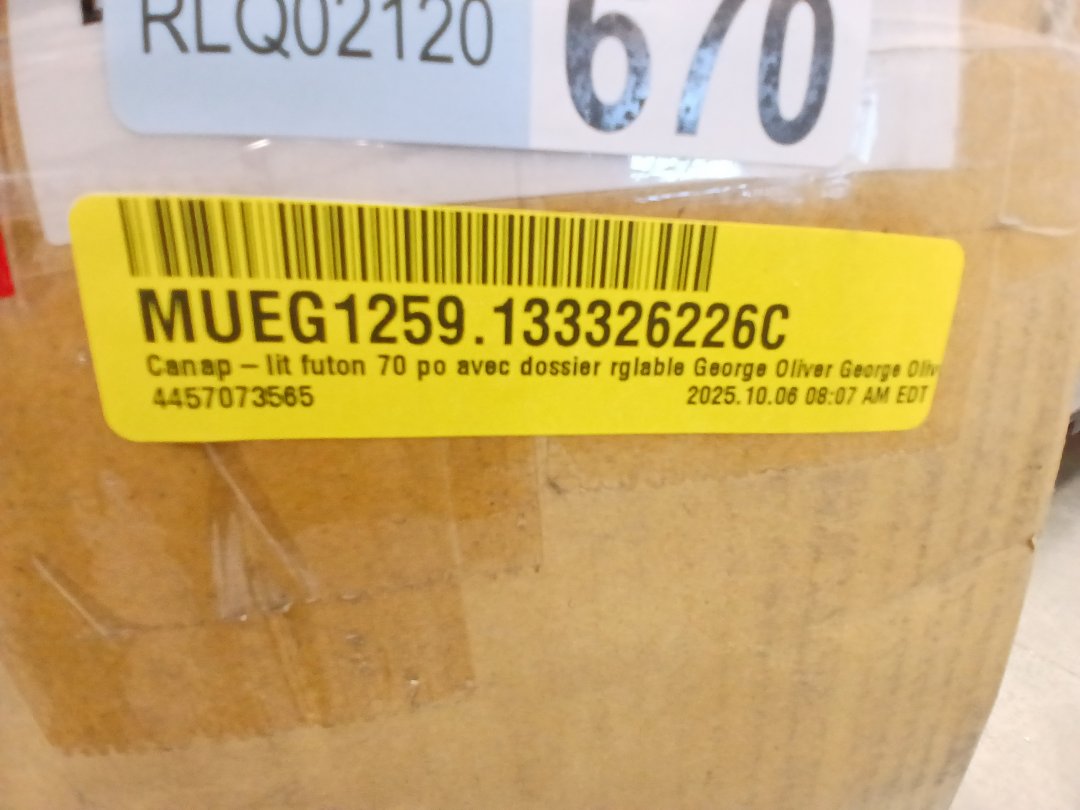 RLQ02120
670
MUEG1259.133326226C
Canap – lit futon 70 po avec dossier rglable George Oliver George Oliv
4457073565
2025.10.06 08:07 AM EDT